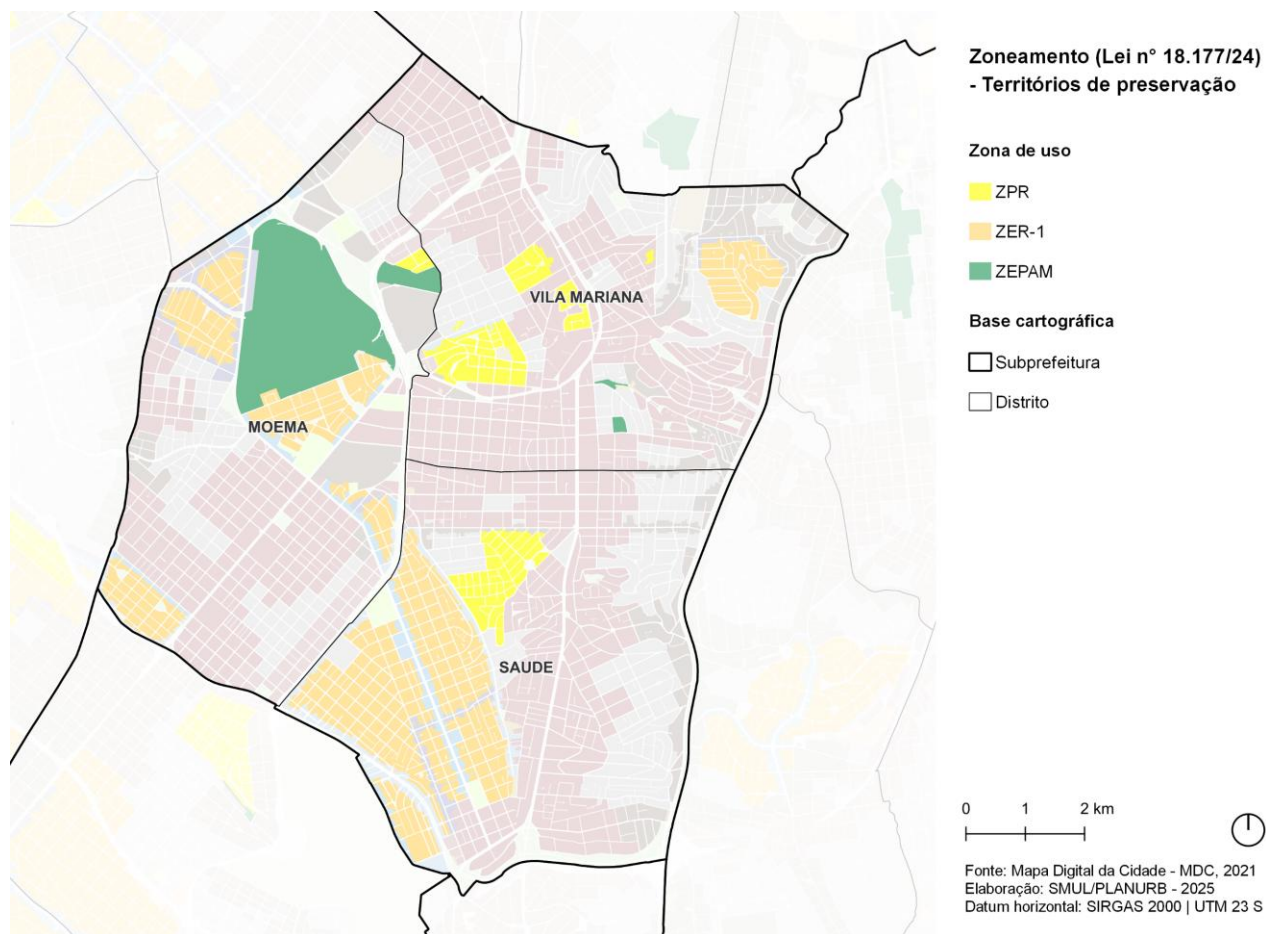 Zoneamento (Lei n° 18.177/24)
- Territórios de preservação
Zona de uso
ZPR
ZER-1
ZEPAM
Base cartográfica
Subprefeitura
Distrito
VILA MARIANA
MOEMA
SAUDE
0 1 2 km
Fonte: Mapa Digital da Cidade - MDC, 2021
Elaboração: SMUL/PLANURB - 2025
Datum horizontal: SIRGAS 2000 | UTM 23 S